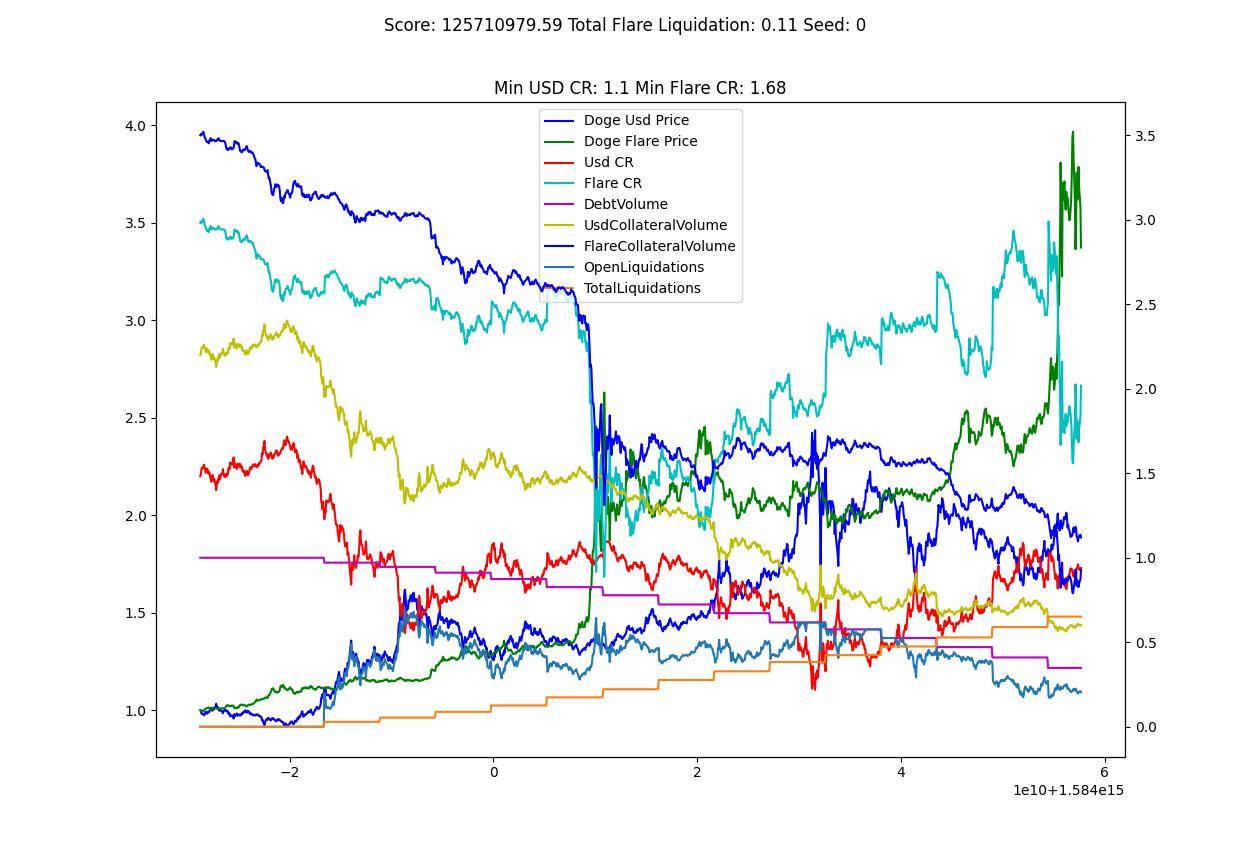 Score: 125710979.59 Total Flare Liquidation: 0.11 Seed: 0
Min USD CR: 1.1 Min Flare CR: 1.68
4.0
3.5
3.0
2.5
2.0
1.5
1.0
Doge Usd Price
Doge Flare Price
Usd CR
Flare CR
DebtVolume
UsdCollateralVolume
FlareCollateralVolume
OpenLiquidations
TotalLiquidations
3.5
3.0
2.5
2.0
1.5
1.0
0.5
0.0
−2 0 2 4 6
1e10+1.584e15